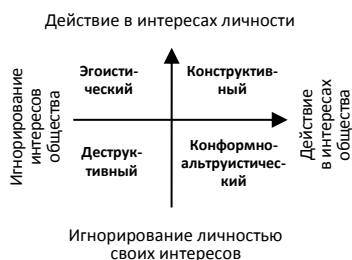 Действие в интересах личности
Игнорирование
интересов
общества
Эгоисти-
ческий
Конструктив-
ный
Деструк-
тивный
Конформно-
альтруистичес-
кий
Действие
в интересах
общества
Игнорирование личностью
своих интересов